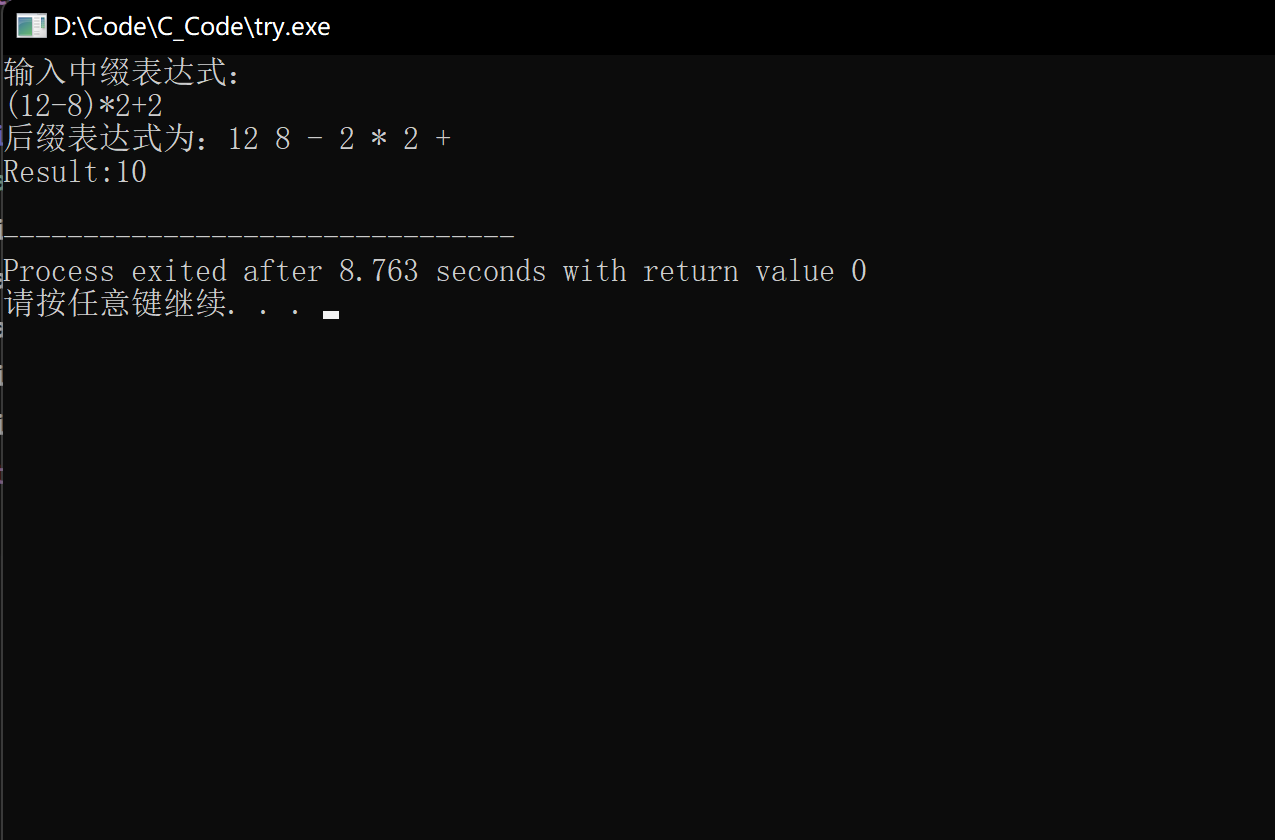 D:\Code\C_Code\try.exe
输入中缀表达式：
(12-8)*2+2
后缀表达式为：12 8 - 2 * 2 +
Result:10
--------------------------------
Process exited after 8.763 seconds with return value 0
请按任意键继续. . .